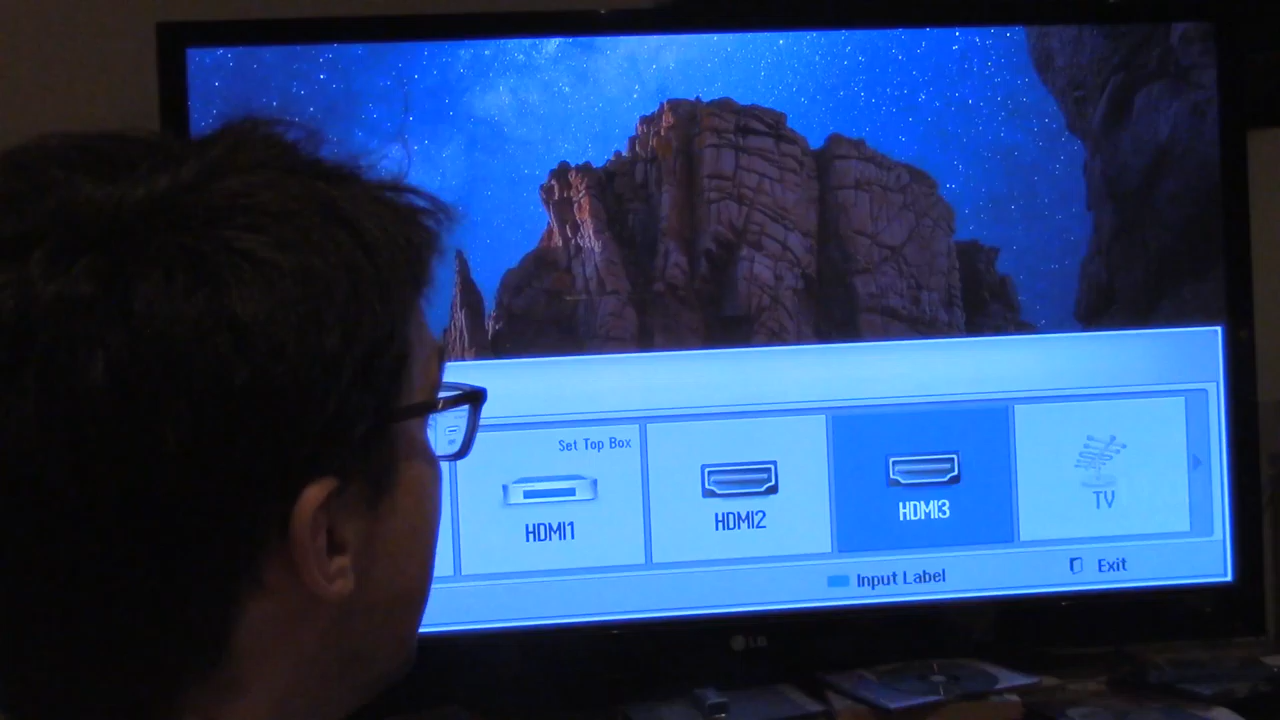 Set Top Box
HDMI1
HDMI2
HDMI3
TV
Input Label
Exit
LG